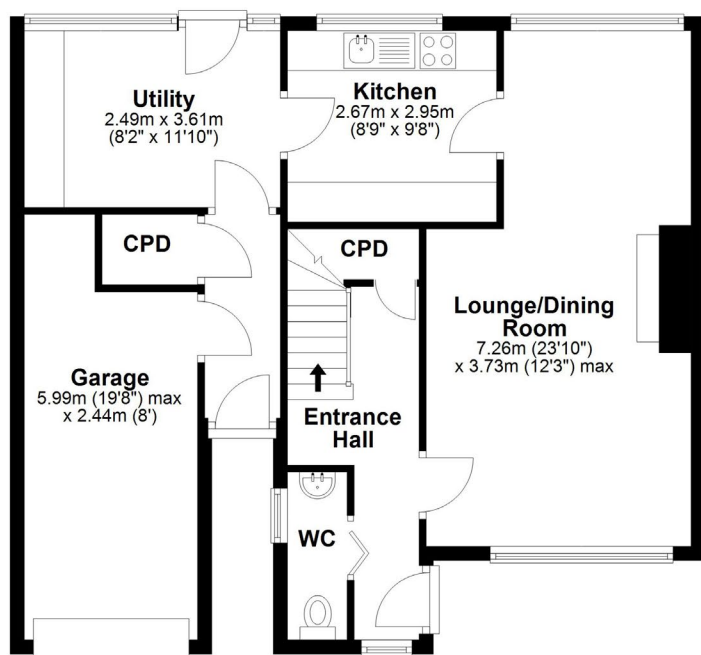 Utility
2.49m x 3.61m
(8'2" x 11'10")
Kitchen
2.67m x 2.95m
(8'9" x 9'8")
CPD
CPD
Lounge/Dining
Room
7.26m (23'10")
x 3.73m (12'3") max
Garage
5.99m (19'8") max
x 2.44m (8')
Entrance
Hall
WC